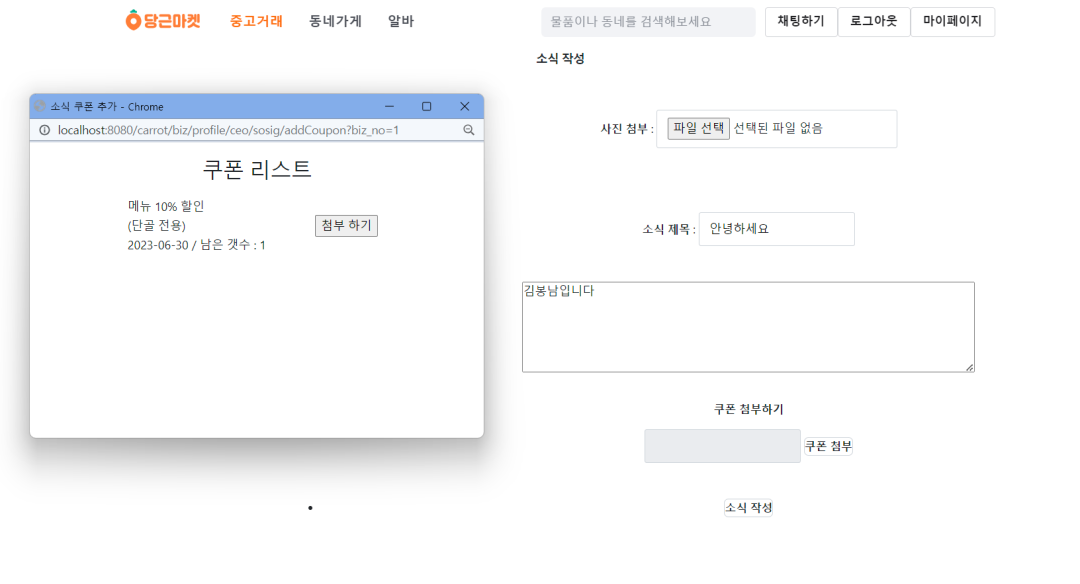 당근마켓 중고거래 동네가게 알바 물품이나 동네를 검색해보세요 채팅하기 로그아웃 마이페이지
소식 작성
소식 쿠폰 추가 - Chrome
localhost:8080/carrot/biz/profile/ceo/sosig/addCoupon?biz_no=1
쿠폰 리스트
메뉴 10% 할인
(단골 전용)
2023-06-30 / 남은 갯수 : 1
첨부 하기
사진 첨부 : 파일 선택 선택된 파일 없음
소식 제목 : 안녕하세요
김봉남입니다
쿠폰 첨부하기
쿠폰 첨부
소식 작성